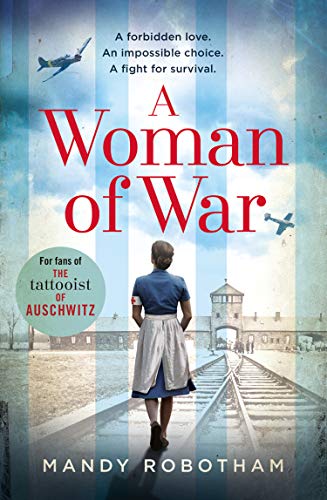 A forbidden love.
An impossible choice.
A fight for survival.
A
Woman
of War
For fans of
THE
tattooist
OF
AUSCHWITZ
MANDY ROBOTHAM